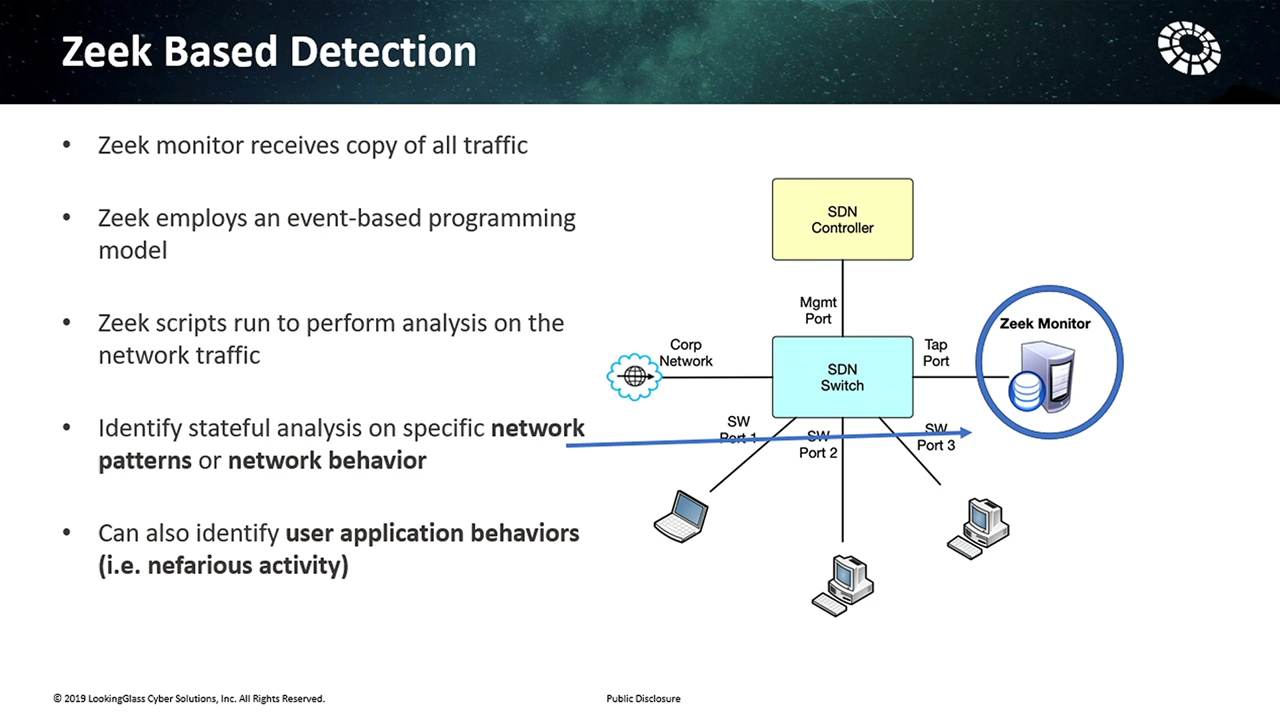 Zeek Based Detection
• Zeek monitor receives copy of all traffic
• Zeek employs an event-based programming
model
• Zeek scripts run to perform analysis on the
network traffic
• Identify stateful analysis on specific network
patterns or network behavior
• Can also identify user application behaviors
(i.e. nefarious activity)
SDN
Controller
Mgmt
Port
Zeek Monitor
Corp
Network
SDN
Switch
Tap
Port
SW
Port 1
SW
Port 2
SW
Port 3
© 2019 LookingGlass Cyber Solutions, Inc. All Rights Reserved.
Public Disclosure